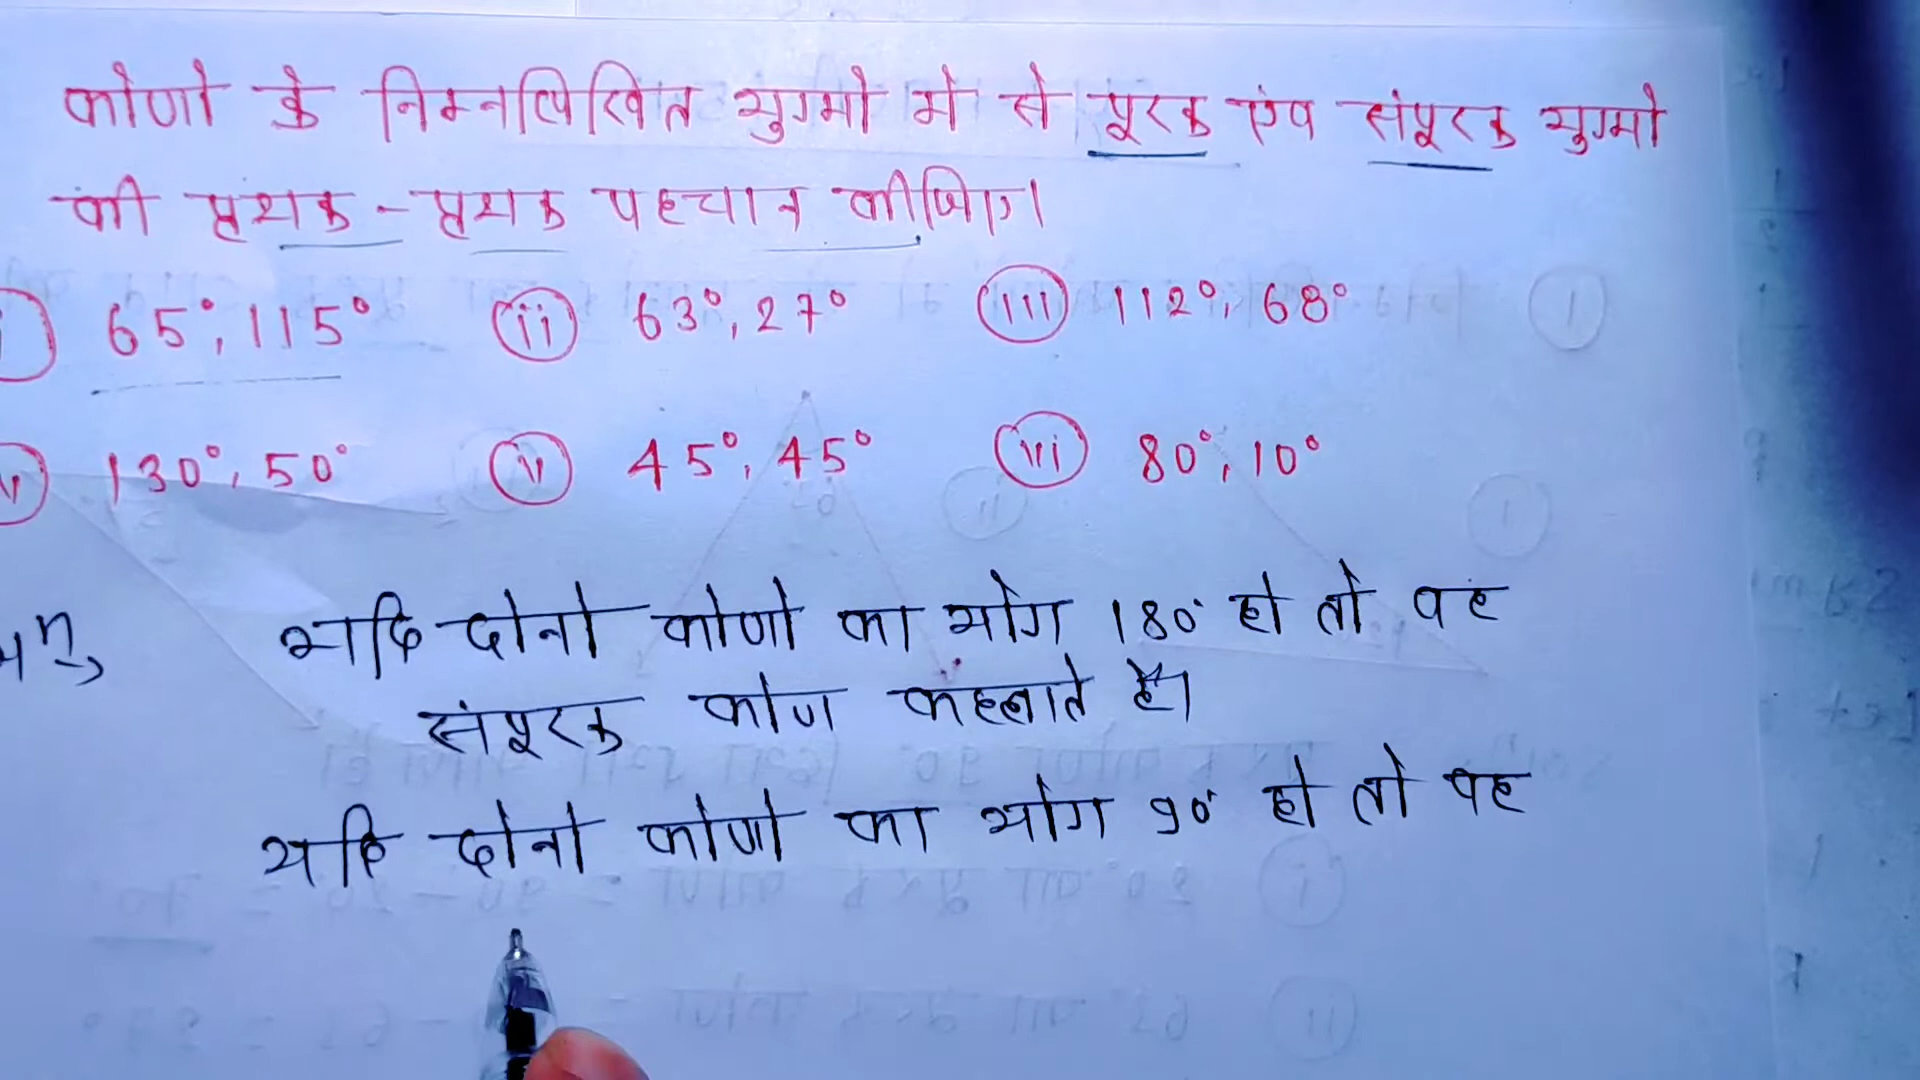 कोणो के निम्नलिखित युग्मो मे से पूरक एंव संपूरक युग्मो
की पृथक - पृथक पहचान कीजिए।
65°, 115° (ii) 63°, 27° (iii) 112°, 68°
130°, 50° (v) 45°, 45° (vi) 80°, 10°
यदि दोनो कोणो का योग 180° हो तो वह
संपूरक कोण कहलाते है।
यदि दोनो कोणो का योग 90° हो तो वह